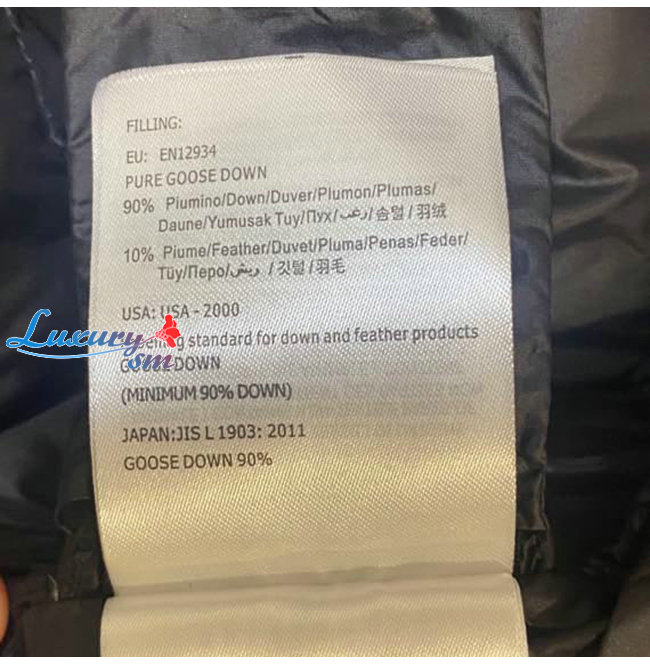 FILLING:
EU: EN12934
PURE GOOSE DOWN
90% Piumino/Down/Duver/Plumon/Plumas/
Daune/Yumusak Tuy/Пух/زغب/솜털/羽绒
10% Piume/Feather/Duvet/Pluma/Penas/Feder/
Tüy/Перо/ريش/깃털/羽毛
USA: USA - 2000
standard for down and feather products
DOWN
(MINIMUM 90% DOWN)
JAPAN:JIS L 1903: 2011
GOOSE DOWN 90%
Luxury
sm